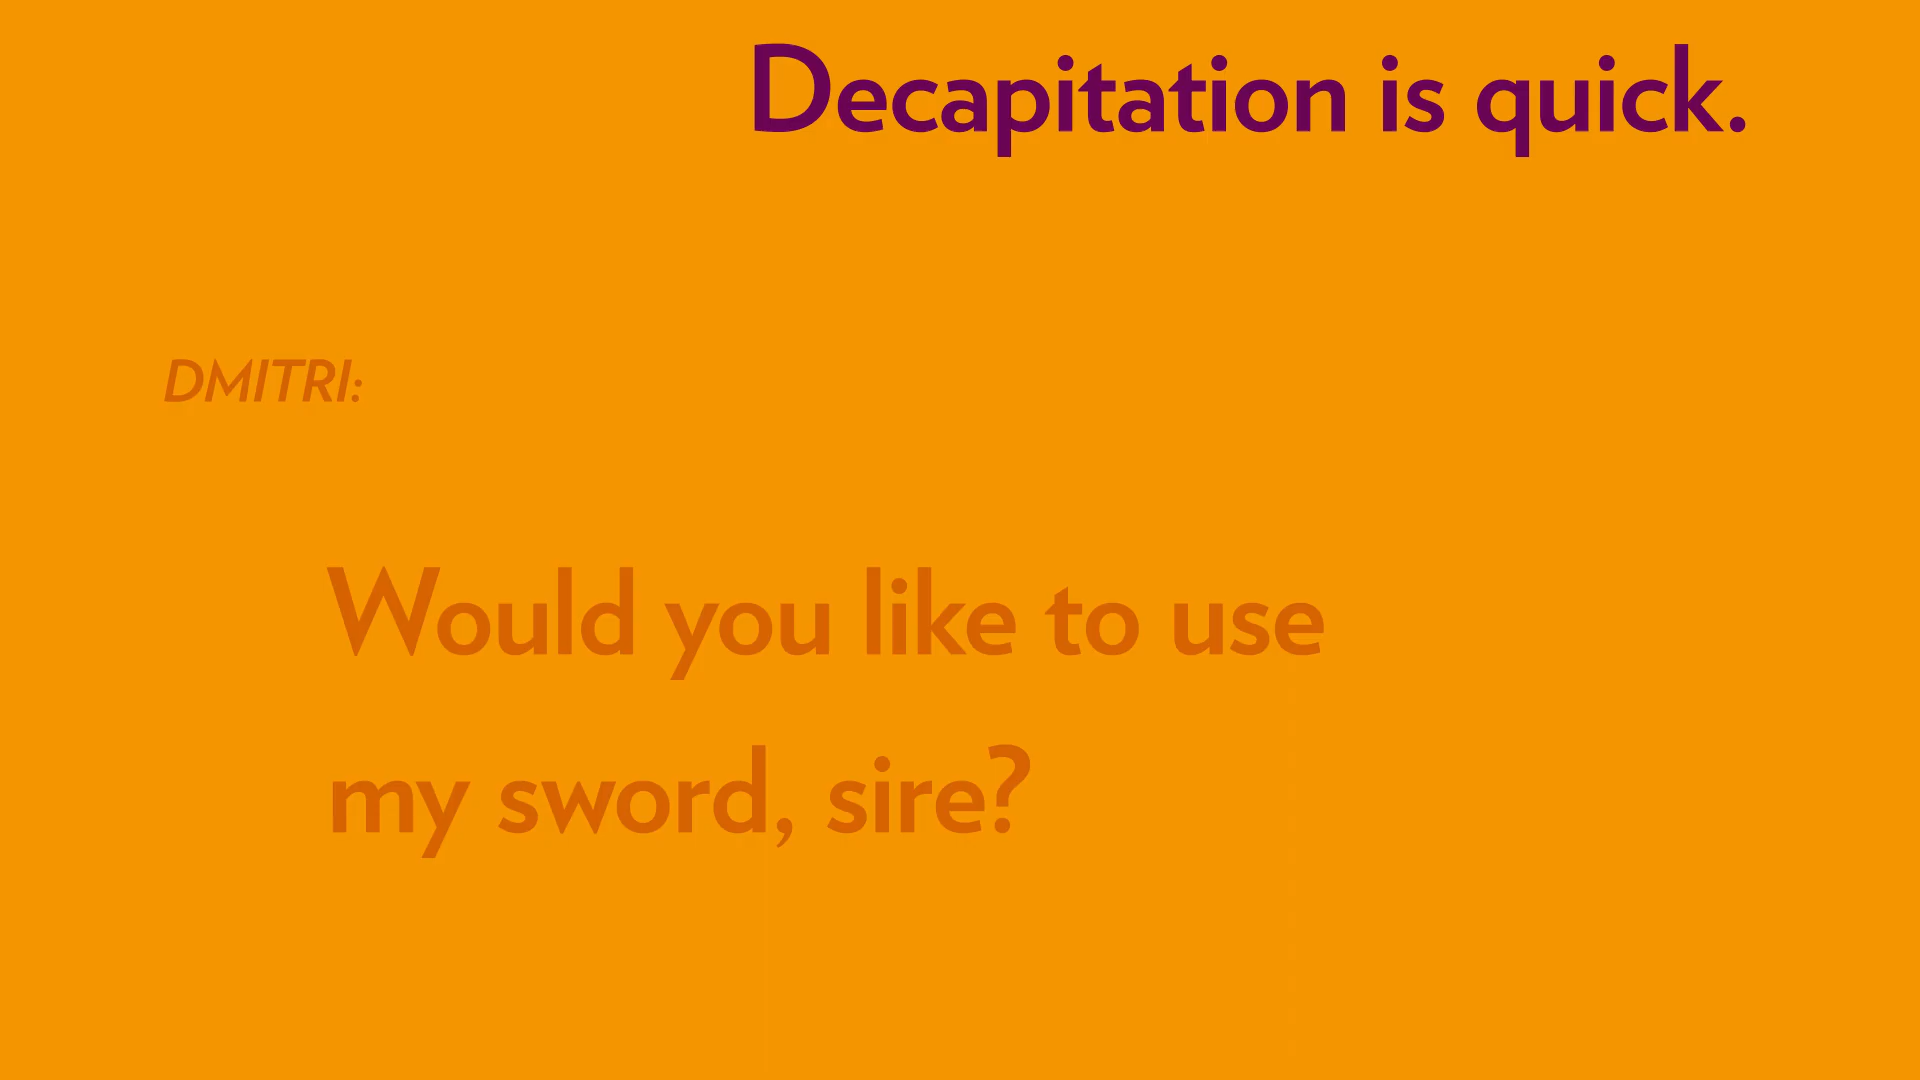 Decapitation is quick.
DMITRI:
Would you like to use
my sword, sire?